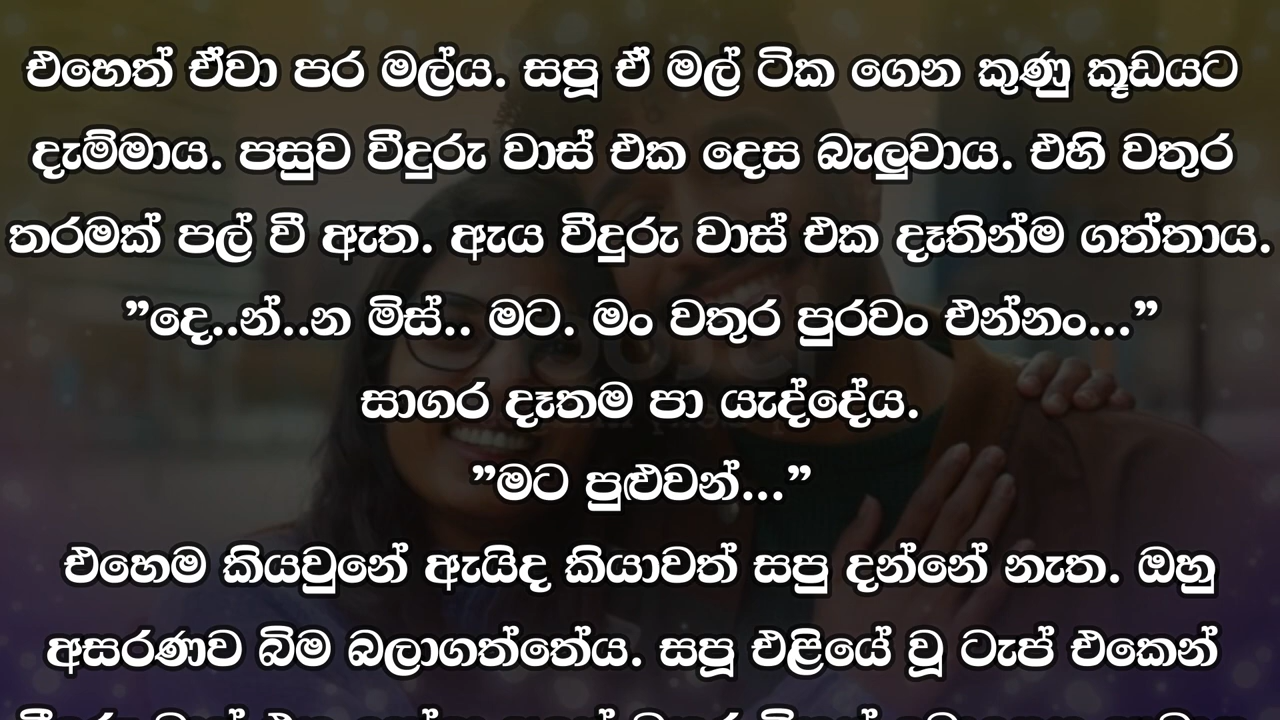 එහෙත් ඒවා පර මල්ය. සපූ ඒ මල් ටික ගෙන කුණු කූඩයට
දැම්මාය. පසුව වීදුරු වාස් එක දෙස බැලුවාය. එහි වතුර
තරමක් පල් වී ඇත. ඇය වීදුරු වාස් එක දෑතින්ම ගත්තාය.
”දෙ..න්..න මිස්.. මට. මං වතුර පුරවං එන්නං...”
සාගර දෑතම පා යැද්දේය.
”මට පුළුවන්...”
එහෙම කියවුනේ ඇයිද කියාවත් සපු දන්නේ නැත. ඔහු
අසරණව බිම බලාගත්තේය. සපූ එළියේ වූ ටැප් එකෙන්